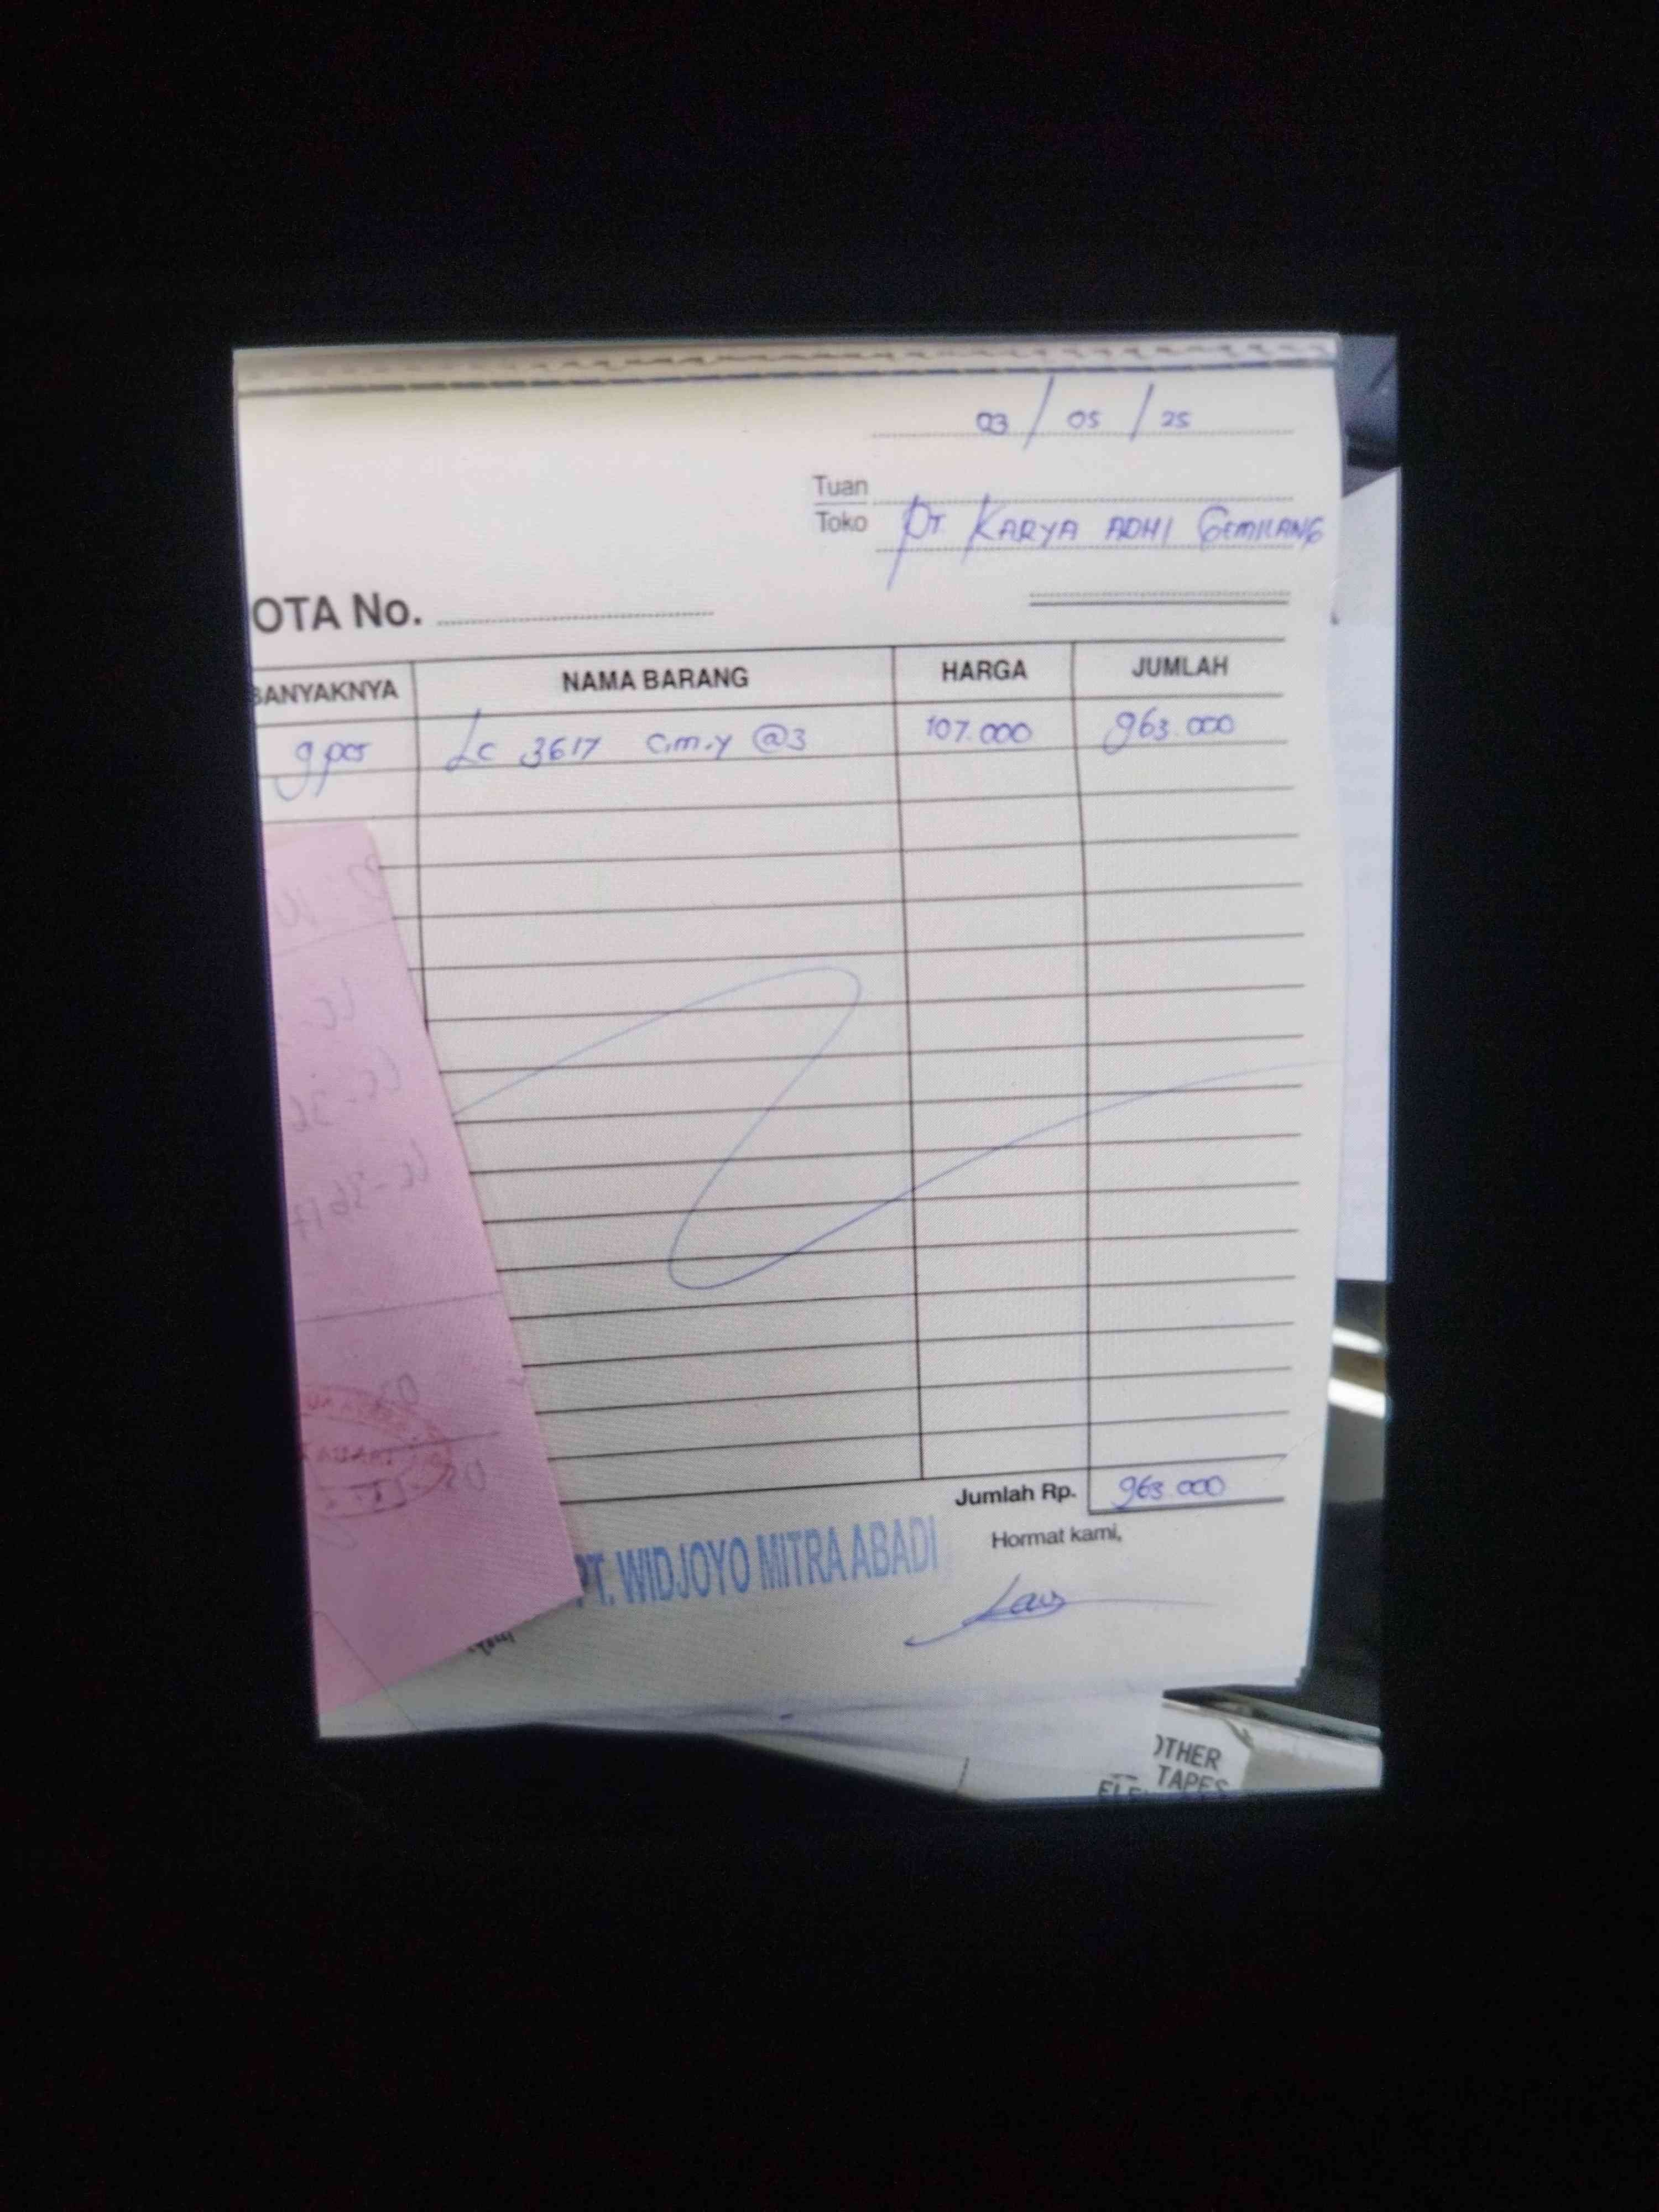 03 / 05 / 25
Tuan
Toko PT. KARYA ADHI GEMILANG
OTA No.
BANYAKNYA NAMA BARANG HARGA JUMLAH
9 pcs Lc 3617 c.m.y @3 107.000 963.000
Jumlah Rp. 963.000
PT. WIDJOYO MITRA ABADI
Hormat kami,
OTHER
TAPES